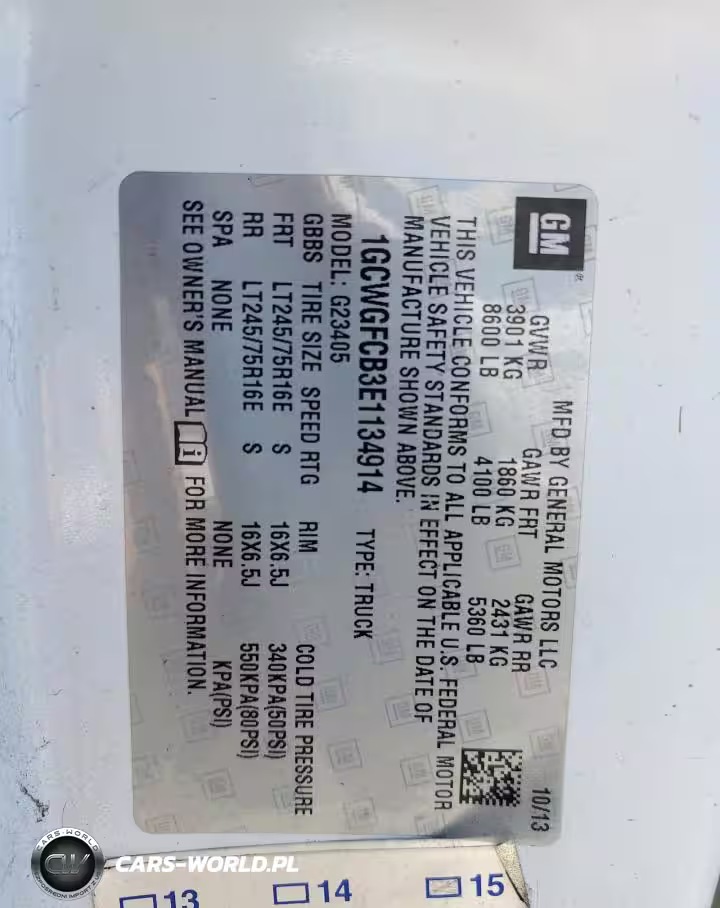 GM
MFD BY GENERAL MOTORS LLC 10/13
GVWR GAWR FRT GAWR RR
3901 KG 1860 KG 2431 KG
8600 LB 4100 LB 5360 LB
THIS VEHICLE CONFORMS TO ALL APPLICABLE U.S. FEDERAL MOTOR
VEHICLE SAFETY STANDARDS IN EFFECT ON THE DATE OF
MANUFACTURE SHOWN ABOVE.
1GCWGFCB3E1134914 TYPE: TRUCK
MODEL: G23405
GBBS TIRE SIZE SPEED RTG RIM COLD TIRE PRESSURE
FRT LT245/75R16E S 16X6.5J 340KPA(50PSI)
RR LT245/75R16E S 16X6.5J 550KPA(80PSI)
SPA NONE NONE KPA(PSI)
SEE OWNER'S MANUAL i FOR MORE INFORMATION.
13 14 15
CARS-WORLD.PL
CARS-WORLD
CW